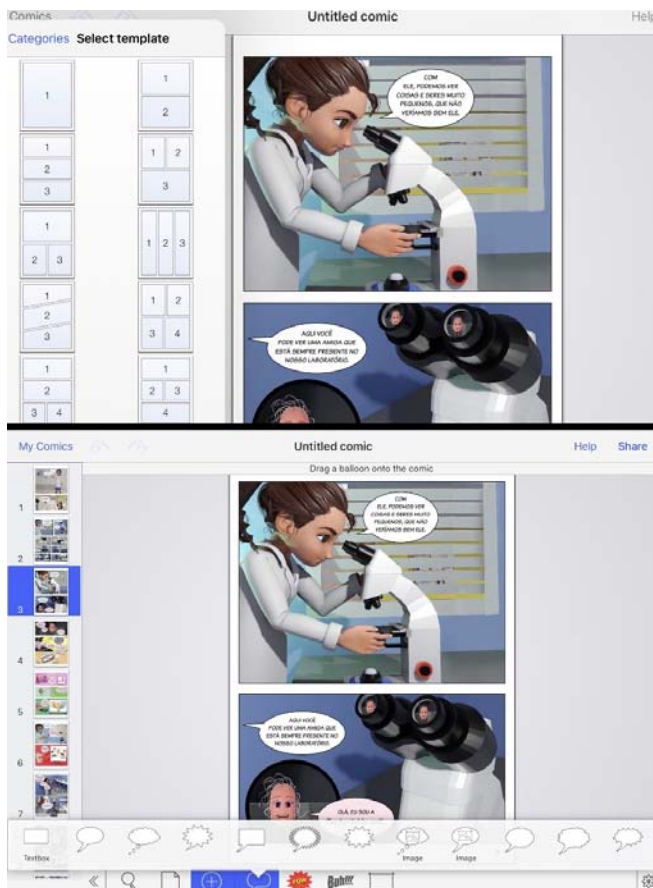 Comics
Untitled comic
Help
Categories Select template
1
1
2
1
2
3
1 2
3
1
2 3
1 2 3
1
2
3
1 2
3 4
1
2
3 4
1
2 3
4
COM
ELE, PODEMOS VER
COISAS E SERES MUITO
PEQUENOS, QUE NÃO
VERÍAMOS SEM ELE.
AQUI VOCÊ
PODE VER UMA AMIGA QUE
ESTÁ SEMPRE PRESENTE NO
NOSSO LABORATÓRIO.
My Comics
Untitled comic
Help
Share
Drag a balloon onto the comic
1
2
3
4
5
6
7
COM
ELE, PODEMOS VER
COISAS E SERES MUITO
PEQUENOS, QUE NÃO
VERÍAMOS SEM ELE.
AQUI VOCÊ
PODE VER UMA AMIGA QUE
ESTÁ SEMPRE PRESENTE NO
NOSSO LABORATÓRIO.
OLÁ, EU SOU A
Textbox
Image
Image
POW